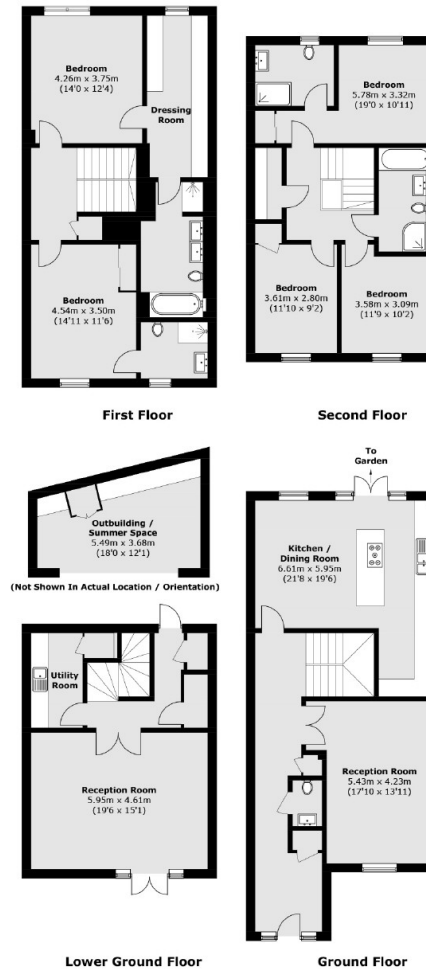 Bedroom
4.26m x 3.75m
(14'0 x 12'4)
Dressing
Room
Bedroom
4.54m x 3.50m
(14'11 x 11'6)
First Floor
Bedroom
5.78m x 3.32m
(19'0 x 10'11)
Bedroom
3.61m x 2.80m
(11'10 x 9'2)
Bedroom
3.58m x 3.09m
(11'9 x 10'2)
Second Floor
Outbuilding /
Summer Space
5.49m x 3.68m
(18'0 x 12'1)
(Not Shown In Actual Location / Orientation)
Utility
Room
Reception Room
5.95m x 4.61m
(19'6 x 15'1)
Lower Ground Floor
To
Garden
Kitchen /
Dining Room
6.61m x 5.95m
(21'8 x 19'6)
Reception Room
5.43m x 4.23m
(17'10 x 13'11)
Ground Floor